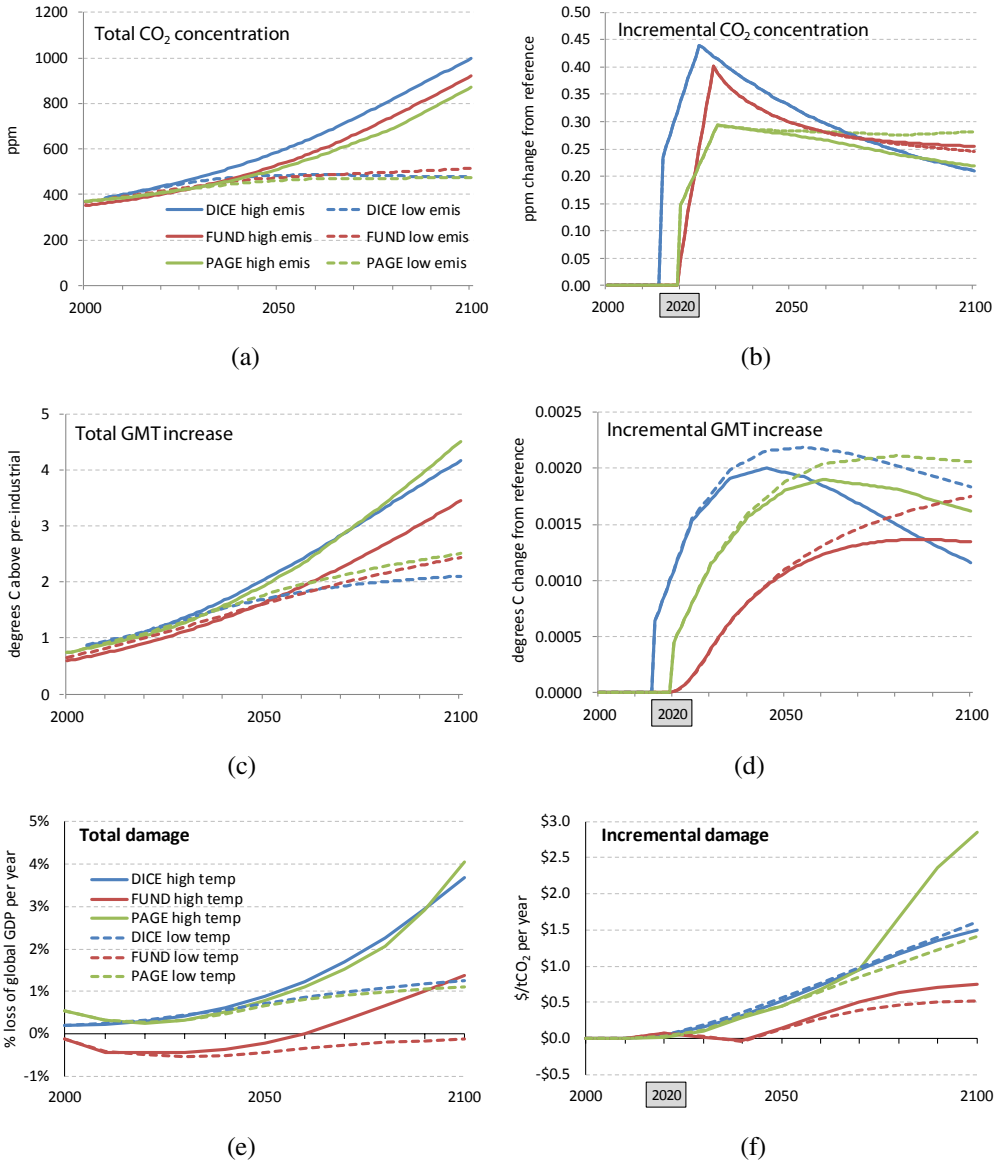 Total CO₂ concentration
ppm
1200
1000
800
600
400
200
0
DICE high emis
DICE low emis
FUND high emis
FUND low emis
PAGE high emis
PAGE low emis
2000
2050
2100
(a)
Incremental CO₂ concentration
ppm change from reference
0.50
0.45
0.40
0.35
0.30
0.25
0.20
0.15
0.10
0.05
0.00
2000
2020
2050
2100
(b)
Total GMT increase
degrees C above pre-industrial
5
4
3
2
1
0
2000
2050
2100
(c)
Incremental GMT increase
degrees C change from reference
0.0025
0.0020
0.0015
0.0010
0.0005
0.0000
2000
2020
2050
2100
(d)
Total damage
% loss of global GDP per year
5%
4%
3%
2%
1%
0%
-1%
DICE high temp
FUND high temp
PAGE high temp
DICE low temp
FUND low temp
PAGE low temp
2000
2050
2100
(e)
Incremental damage
$/tCO₂ per year
$3.0
$2.5
$2.0
$1.5
$1.0
$0.5
$0.0
-$0.5
2000
2020
2050
2100
(f)